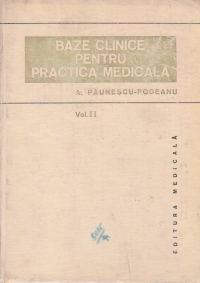 BAZE CLINICE
PENTRU
PRACTICA MEDICALĂ
A. PĂUNESCU-PODEANU
Vol.II
EDITURA MEDICALĂ